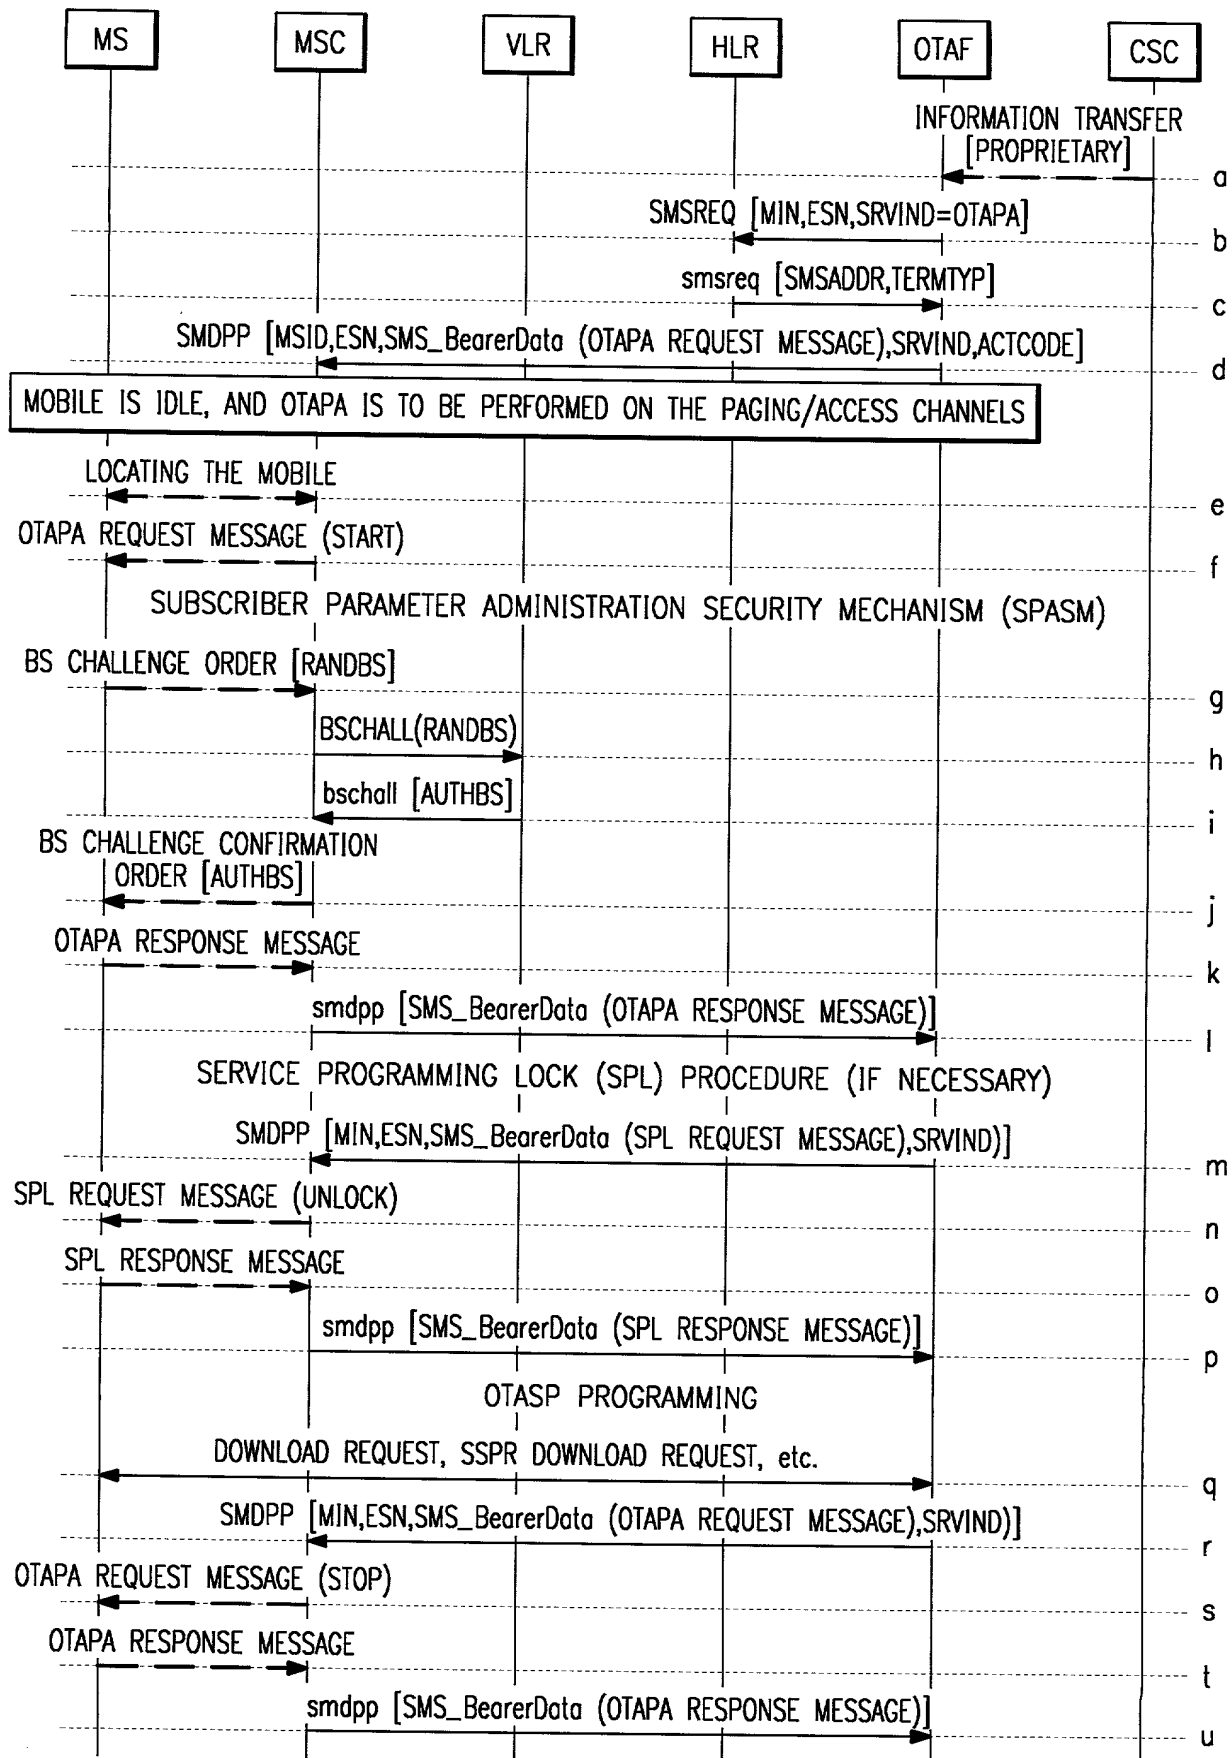 MS MSC VLR HLR OTAF CSC
INFORMATION TRANSFER
[PROPRIETARY]
a
SMSREQ [MIN,ESN,SRVIND=OTAPA]
b
smsreq [SMSADDR,TERMTYP]
c
SMDPP [MSID,ESN,SMS_BearerData (OTAPA REQUEST MESSAGE),SRVIND,ACTCODE]
d
MOBILE IS IDLE, AND OTAPA IS TO BE PERFORMED ON THE PAGING/ACCESS CHANNELS
LOCATING THE MOBILE
e
OTAPA REQUEST MESSAGE (START)
f
SUBSCRIBER PARAMETER ADMINISTRATION SECURITY MECHANISM (SPASM)
BS CHALLENGE ORDER [RANDBS]
g
BSCHALL(RANDBS)
h
bschall [AUTHBS]
i
BS CHALLENGE CONFIRMATION
ORDER [AUTHBS]
j
OTAPA RESPONSE MESSAGE
k
smdpp [SMS_BearerData (OTAPA RESPONSE MESSAGE)]
l
SERVICE PROGRAMMING LOCK (SPL) PROCEDURE (IF NECESSARY)
SMDPP [MIN,ESN,SMS_BearerData (SPL REQUEST MESSAGE),SRVIND)]
m
SPL REQUEST MESSAGE (UNLOCK)
n
SPL RESPONSE MESSAGE
o
smdpp [SMS_BearerData (SPL RESPONSE MESSAGE)]
p
OTASP PROGRAMMING
DOWNLOAD REQUEST, SSPR DOWNLOAD REQUEST, etc.
q
SMDPP [MIN,ESN,SMS_BearerData (OTAPA REQUEST MESSAGE),SRVIND)]
r
OTAPA REQUEST MESSAGE (STOP)
s
OTAPA RESPONSE MESSAGE
t
smdpp [SMS_BearerData (OTAPA RESPONSE MESSAGE)]
u